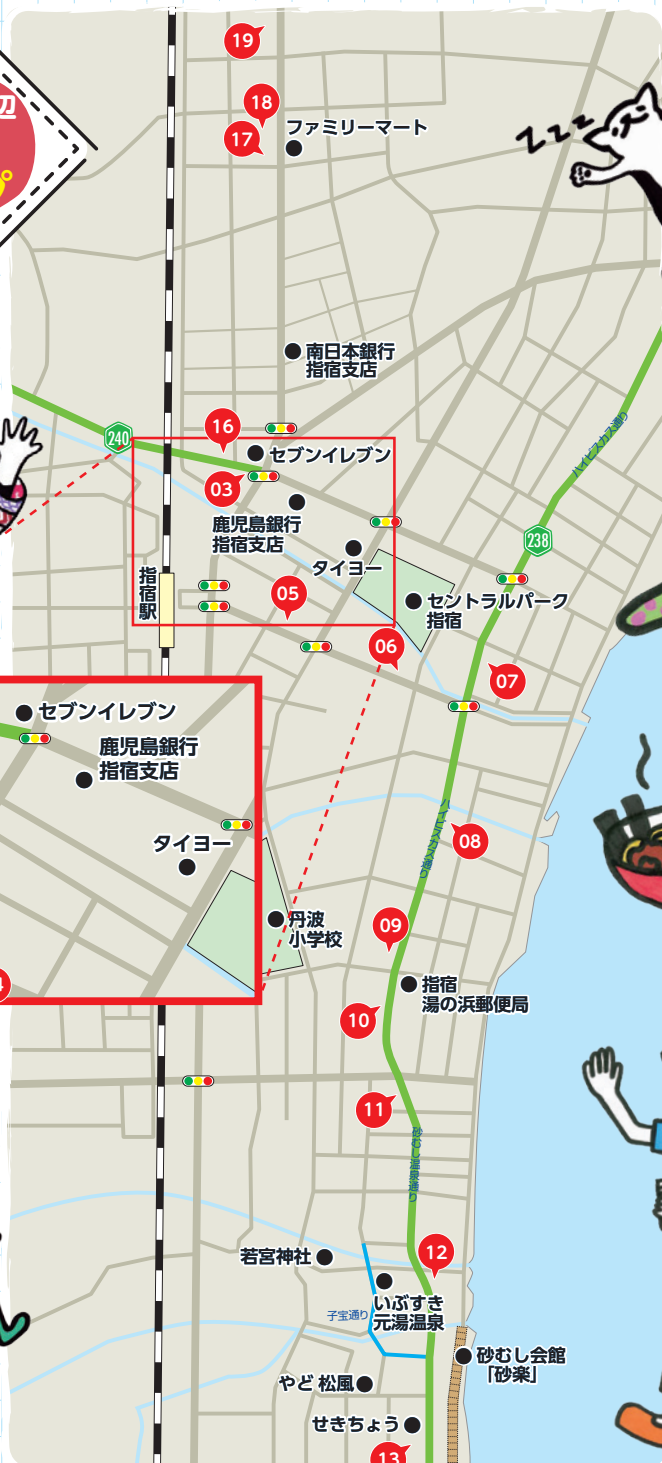 19
辺
18
17
ファミリーマート
zzz
南日本銀行
指宿支店
ハイビスカス通り
16
240
セブンイレブン
03
鹿児島銀行
指宿支店
238
タイヨー
指宿駅
05
セントラルパーク
指宿
06
07
セブンイレブン
鹿児島銀行
指宿支店
ハイビスカス通り
08
タイヨー
丹波
小学校
09
指宿
湯の浜郵便局
4
10
11
砂むし温泉通り
12
若宮神社
いぶすき
元湯温泉
子宝通り
砂むし会館
「砂楽」
やど 松風
せきちょう
13